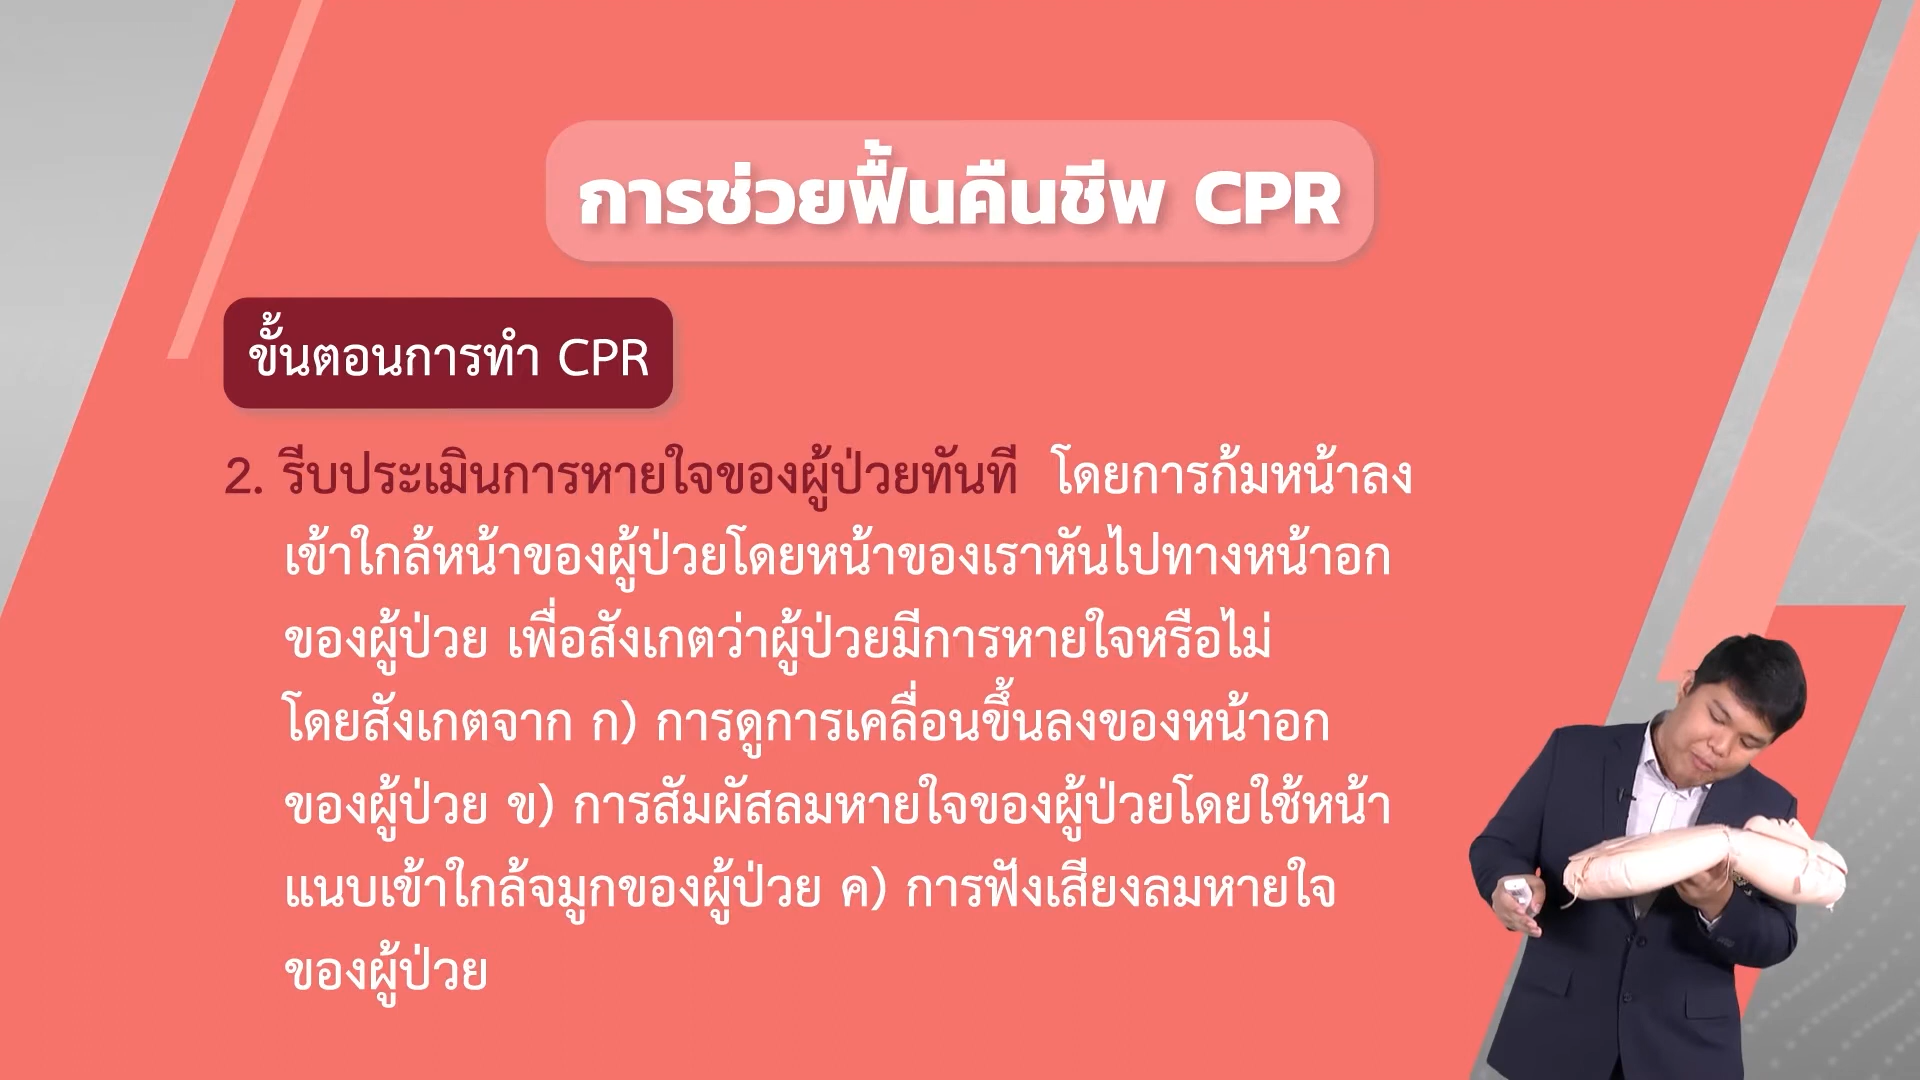 การช่วยฟื้นคืนชีพ CPR
ขั้นตอนการทำ CPR
2. รีบประเมินการหายใจของผู้ป่วยทันที โดยการก้มหน้าลง
เข้าใกล้หน้าของผู้ป่วยโดยหน้าของเราหันไปทางหน้าอก
ของผู้ป่วย เพื่อสังเกตว่าผู้ป่วยมีการหายใจหรือไม่
โดยสังเกตจาก ก) การดูการเคลื่อนขึ้นลงของหน้าอก
ของผู้ป่วย ข) การสัมผัสลมหายใจของผู้ป่วยโดยใช้หน้า
แนบเข้าใกล้จมูกของผู้ป่วย ค) การฟังเสียงลมหายใจ
ของผู้ป่วย